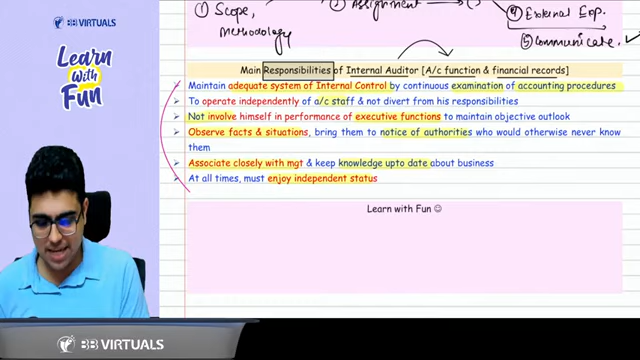 BB VIRTUALS
Learn
With
Fun
① Scope,
Methodology
② Assignment
④ External Exp.
⑤ Communicate.
Main Responsibilities of Internal Auditor [A/c function & financial records]
➤ Maintain adequate system of Internal Control by continuous examination of accounting procedures
➤ To operate independently of a/c staff & not divert from his responsibilities
➤ Not involve himself in performance of executive functions to maintain objective outlook
➤ Observe facts & situations, bring them to notice of authorities who would otherwise never know
them
➤ Associate closely with mgt & keep knowledge upto date about business
➤ At all times, must enjoy independent status
Learn with Fun ☺
BB VIRTUALS